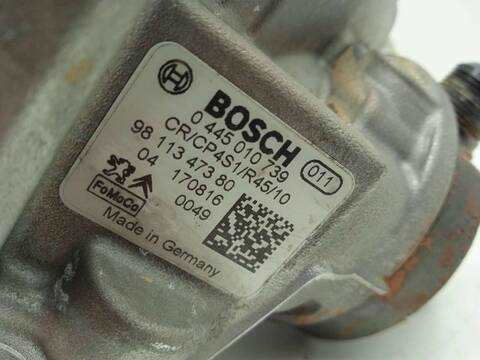 BOSCH
0 445 010 739
CR/CP4S1/R45/10
011
98 113 473 80
04 170816
0049
FoMoCo
Made in Germany